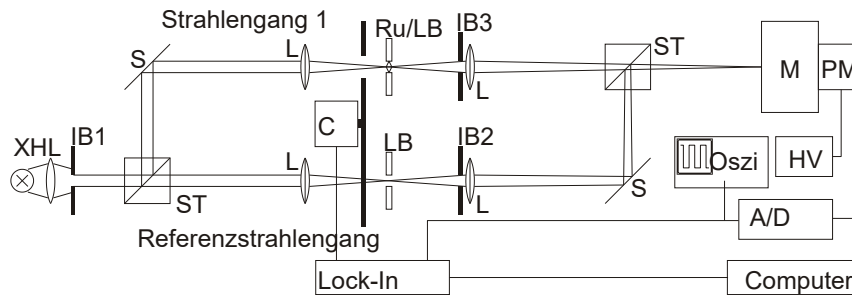 Strahlengang 1
Ru/LB
IB3
ST
S
L
L
M
PM
C
XHL
IB1
LB
IB2
Oszi
HV
L
ST
L
S
A/D
Referenzstrahlengang
Lock-In
Computer